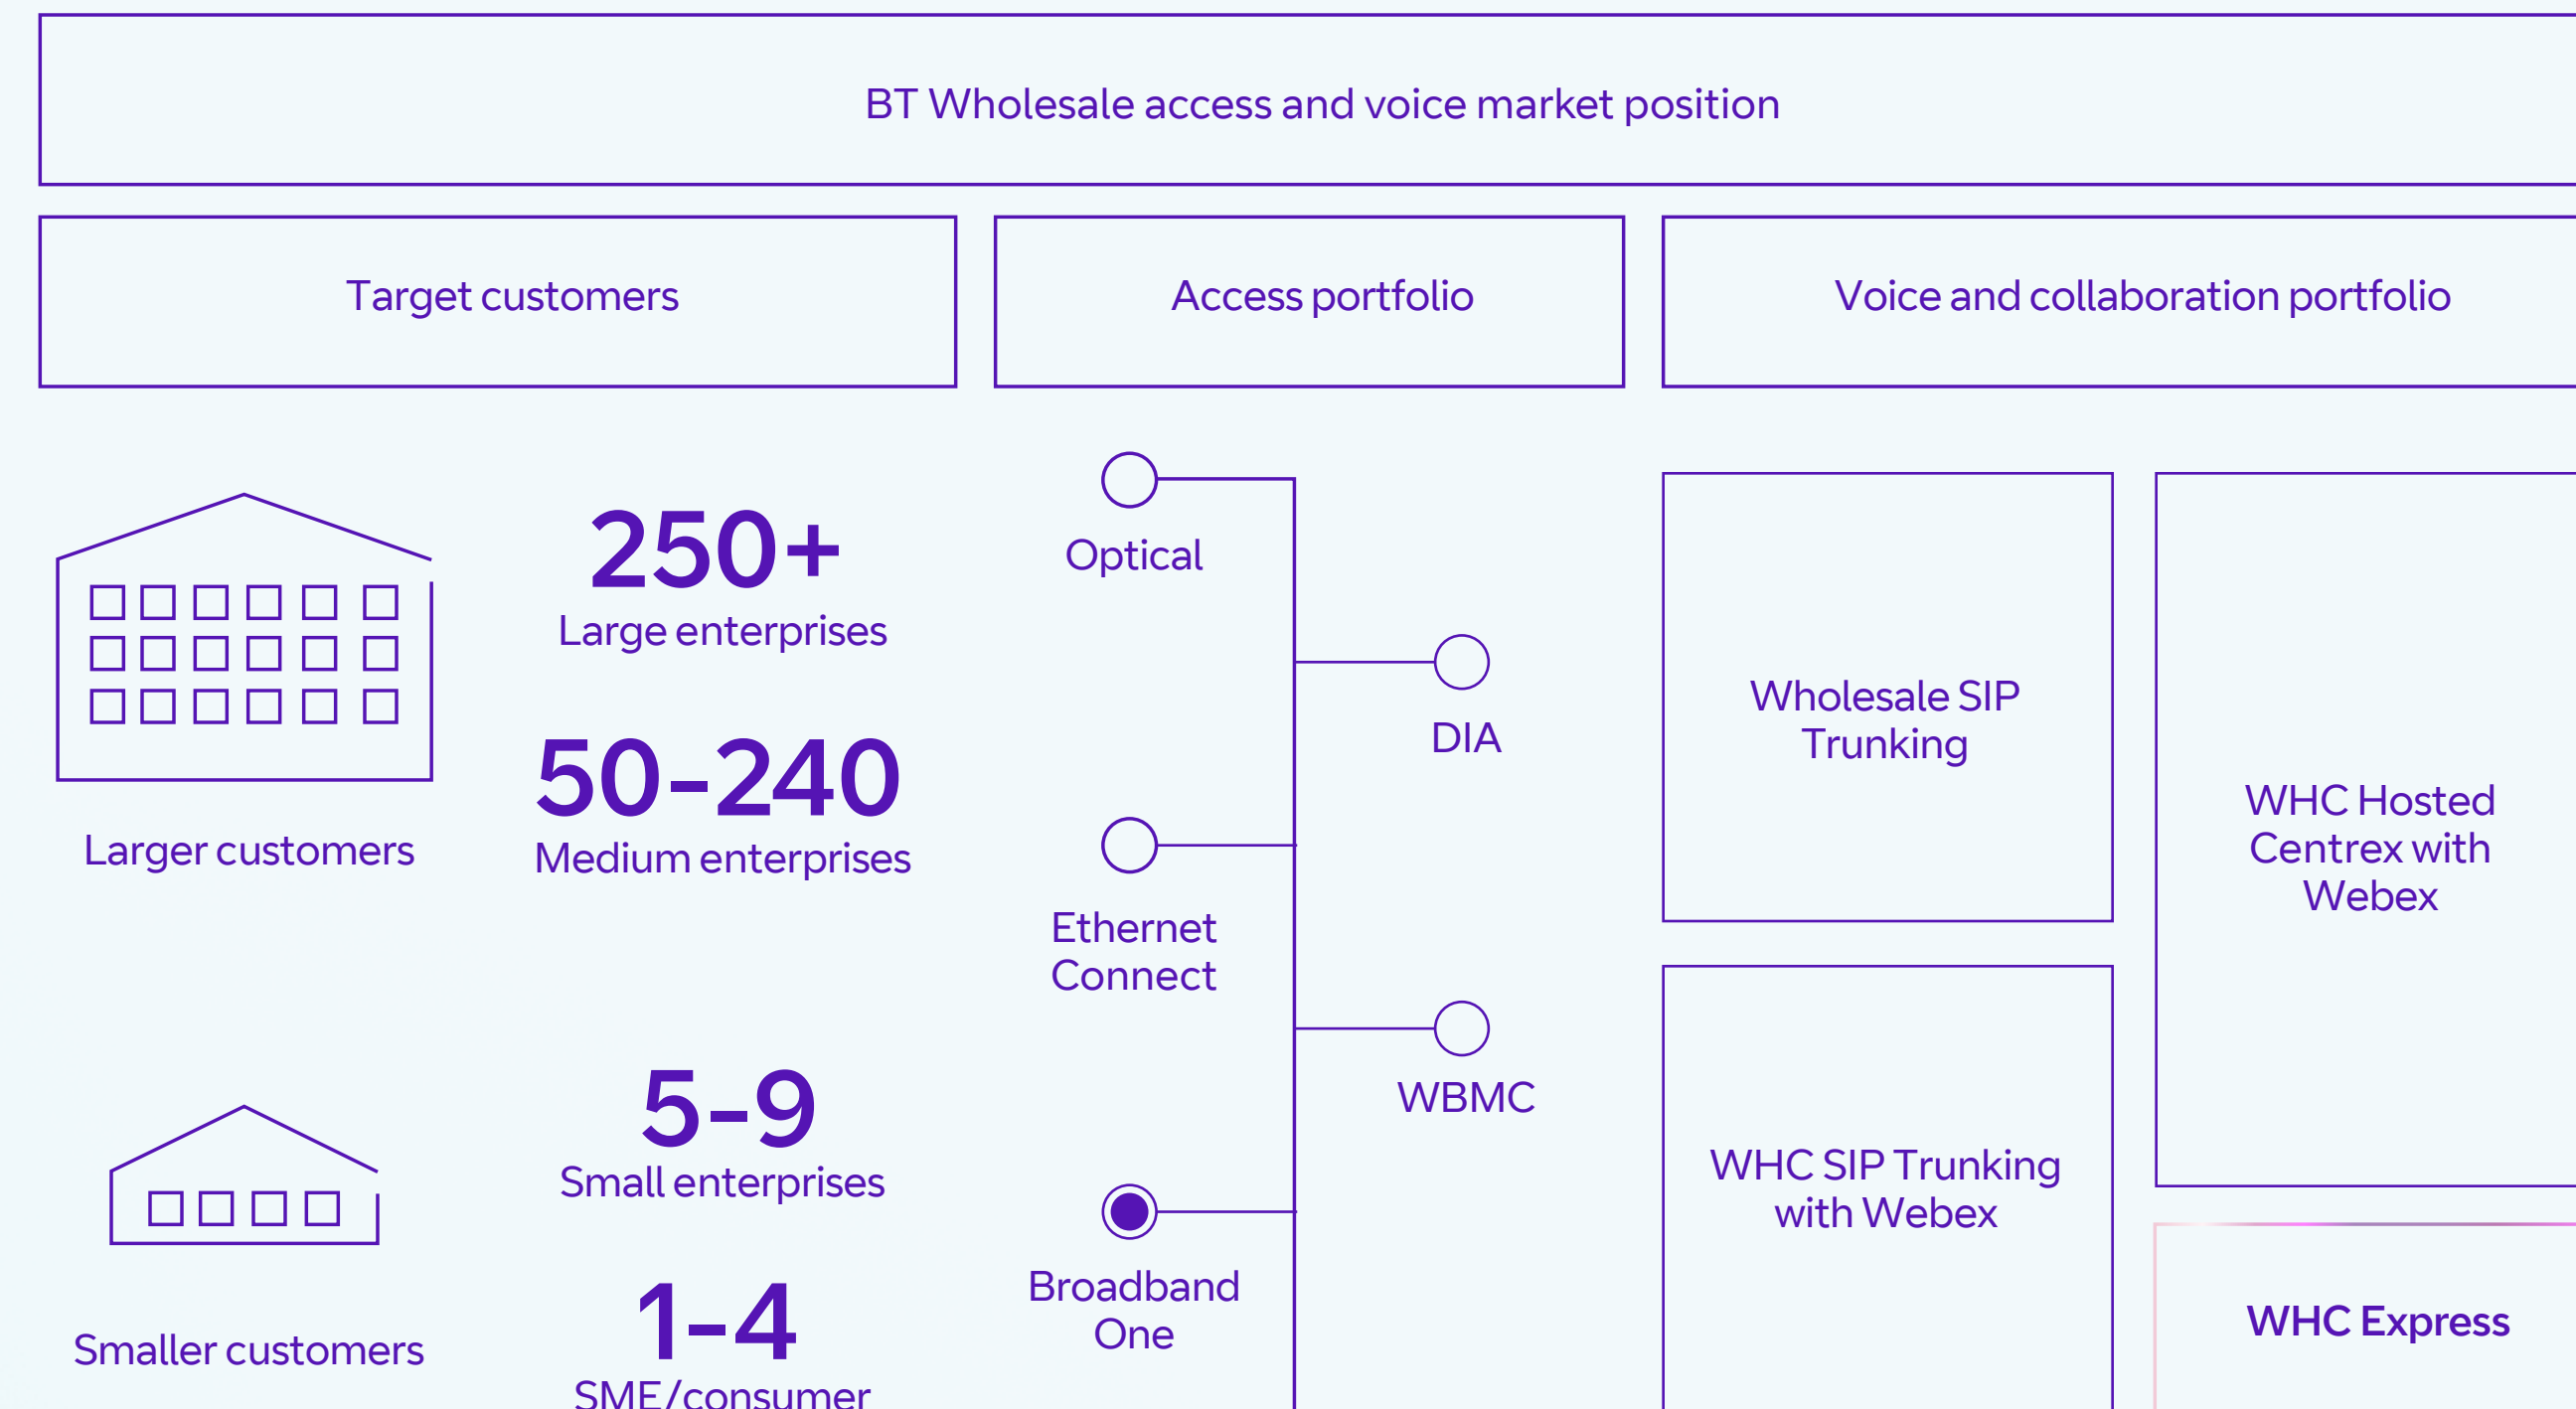 BT Wholesale access and voice market position
Target customers
Access portfolio
Voice and collaboration portfolio
250+
Large enterprises
50-240
Medium enterprises
Larger customers
5-9
Small enterprises
1-4
SME/consumer
Smaller customers
Optical
DIA
Ethernet
Connect
WBMC
Broadband
One
Wholesale SIP
Trunking
WHC SIP Trunking
with Webex
WHC Hosted
Centrex with
Webex
WHC Express